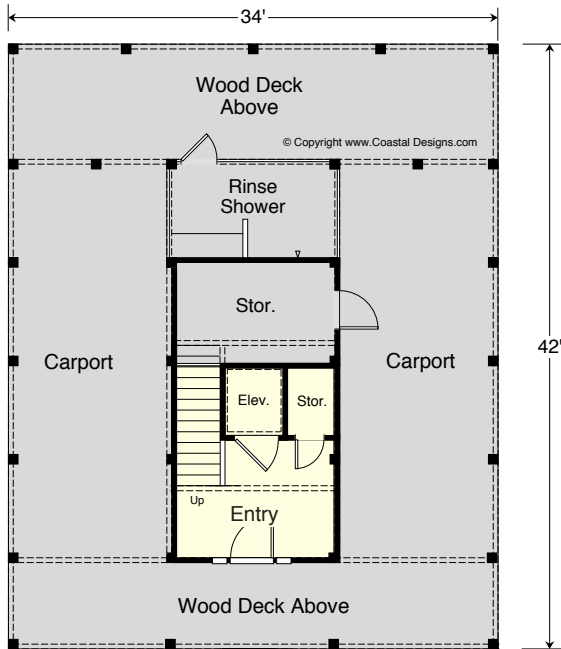 34'
Wood Deck
Above
© Copyright www.Coastal Designs.com
Rinse
Shower
Stor.
Carport
Carport
42'
Elev.
Stor.
Up
Entry
Wood Deck Above